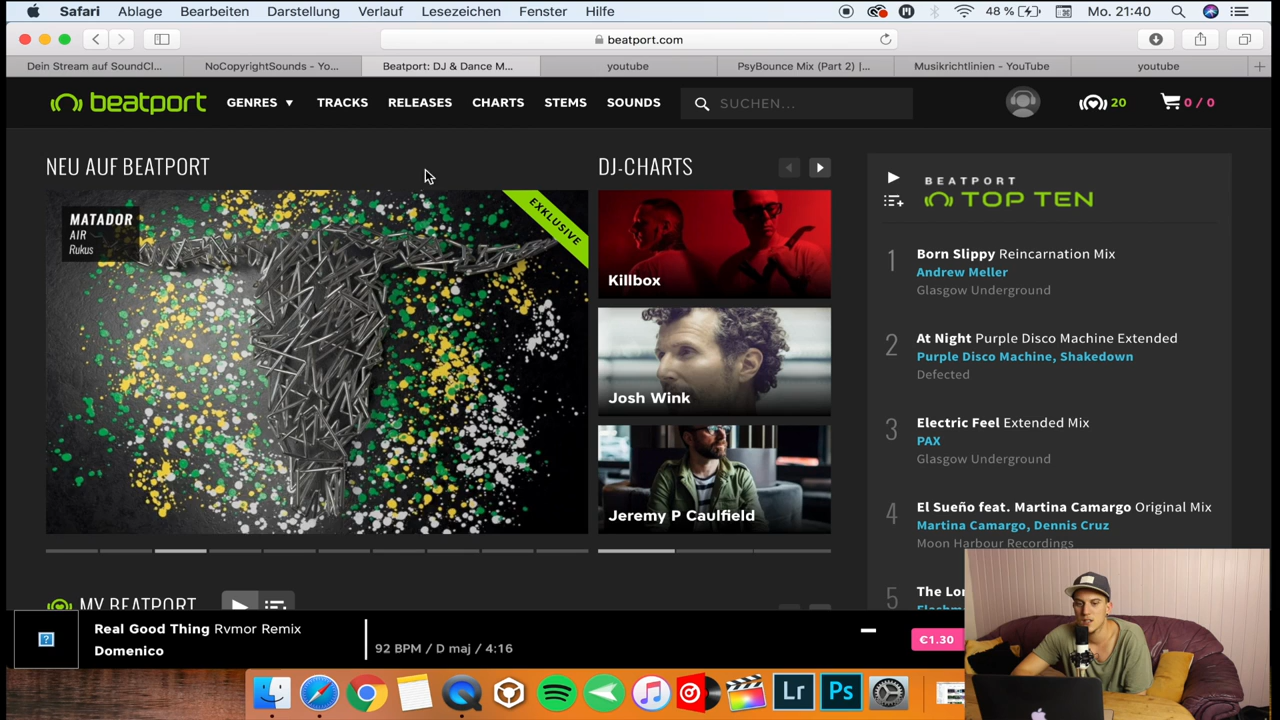 Safari Ablage Bearbeiten Darstellung Verlauf Lesezeichen Fenster Hilfe 48 % Mo. 21:40
beatport.com
Dein Stream auf SoundCl... NoCopyrightSounds - Yo... Beatport: DJ & Dance M... youtube PsyBounce Mix (Part 2) |... Musikrichtlinien - YouTube youtube
beatport GENRES ▼ TRACKS RELEASES CHARTS STEMS SOUNDS SUCHEN... 20 0 / 0
NEU AUF BEATPORT
MATADOR
AIR
Rukus
EXKLUSIVE
DJ-CHARTS
Killbox
Josh Wink
Jeremy P Caulfield
BEATPORT
TOP TEN
1 Born Slippy Reincarnation Mix
Andrew Meller
Glasgow Underground
2 At Night Purple Disco Machine Extended
Purple Disco Machine, Shakedown
Defected
3 Electric Feel Extended Mix
PAX
Glasgow Underground
4 El Sueño feat. Martina Camargo Original Mix
Martina Camargo, Dennis Cruz
Moon Harbour Recordings
5 The
MY BEATPORT
Real Good Thing Rvmor Remix
Domenico
92 BPM / D maj / 4:16
€1.30
Lr Ps